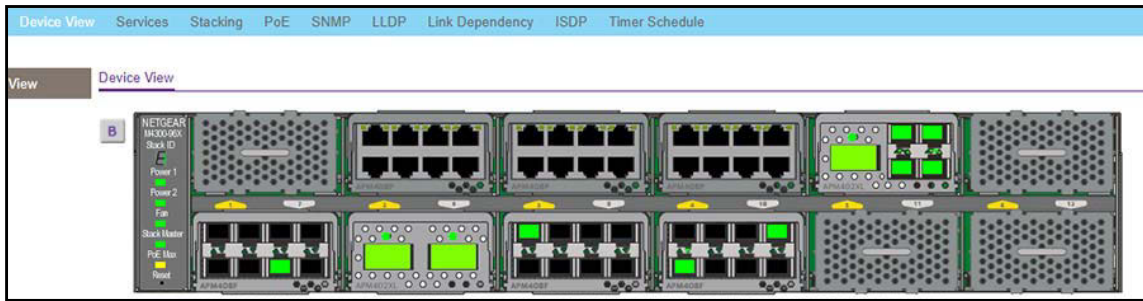 Device View Services Stacking PoE SNMP LLDP Link Dependency ISDP Timer Schedule
View
Device View
B
NETGEAR
M4300-96X
Stack ID
E
Power 1
Power 2
Fan
Stack Master
PoE Max
Reset
APM408P APM408P APM408P APM402XL
1 7 2 8 3 9 4 10 5 11 6 12
APM408F APM402XL APM408F APM408F